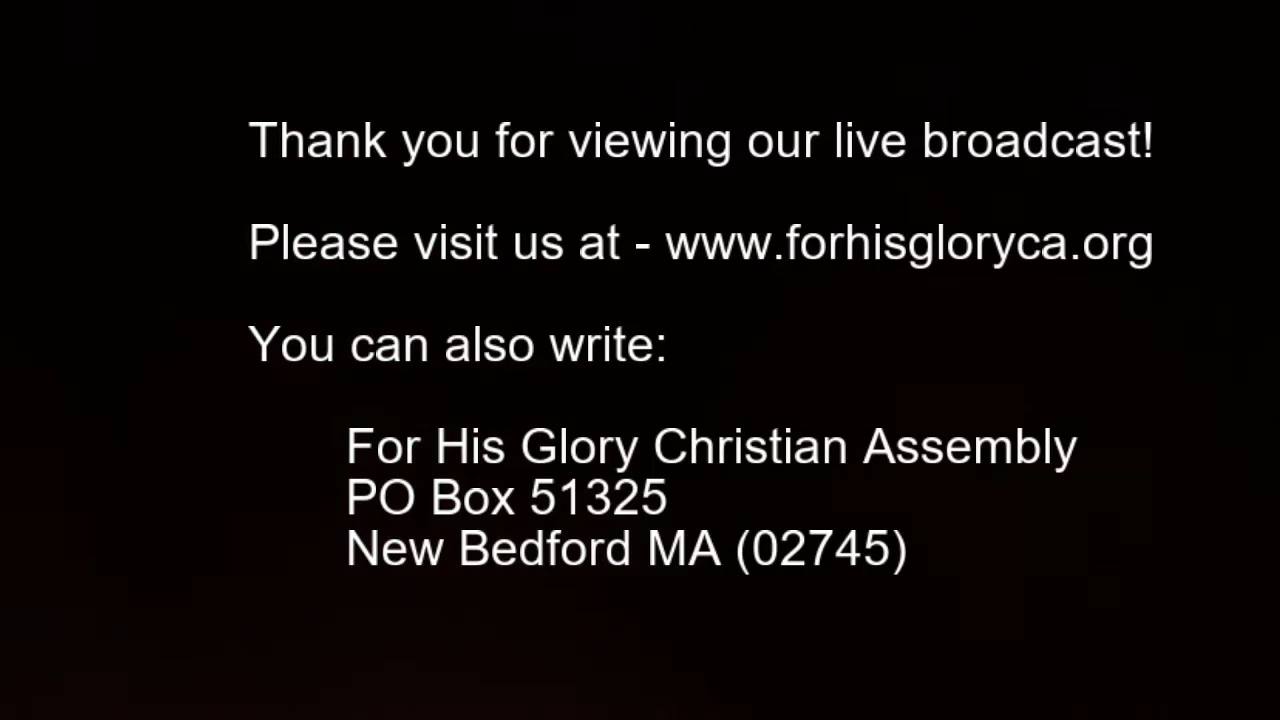 Thank you for viewing our live broadcast!
Please visit us at - www.forhisgloryca.org
You can also write:
For His Glory Christian Assembly
PO Box 51325
New Bedford MA (02745)